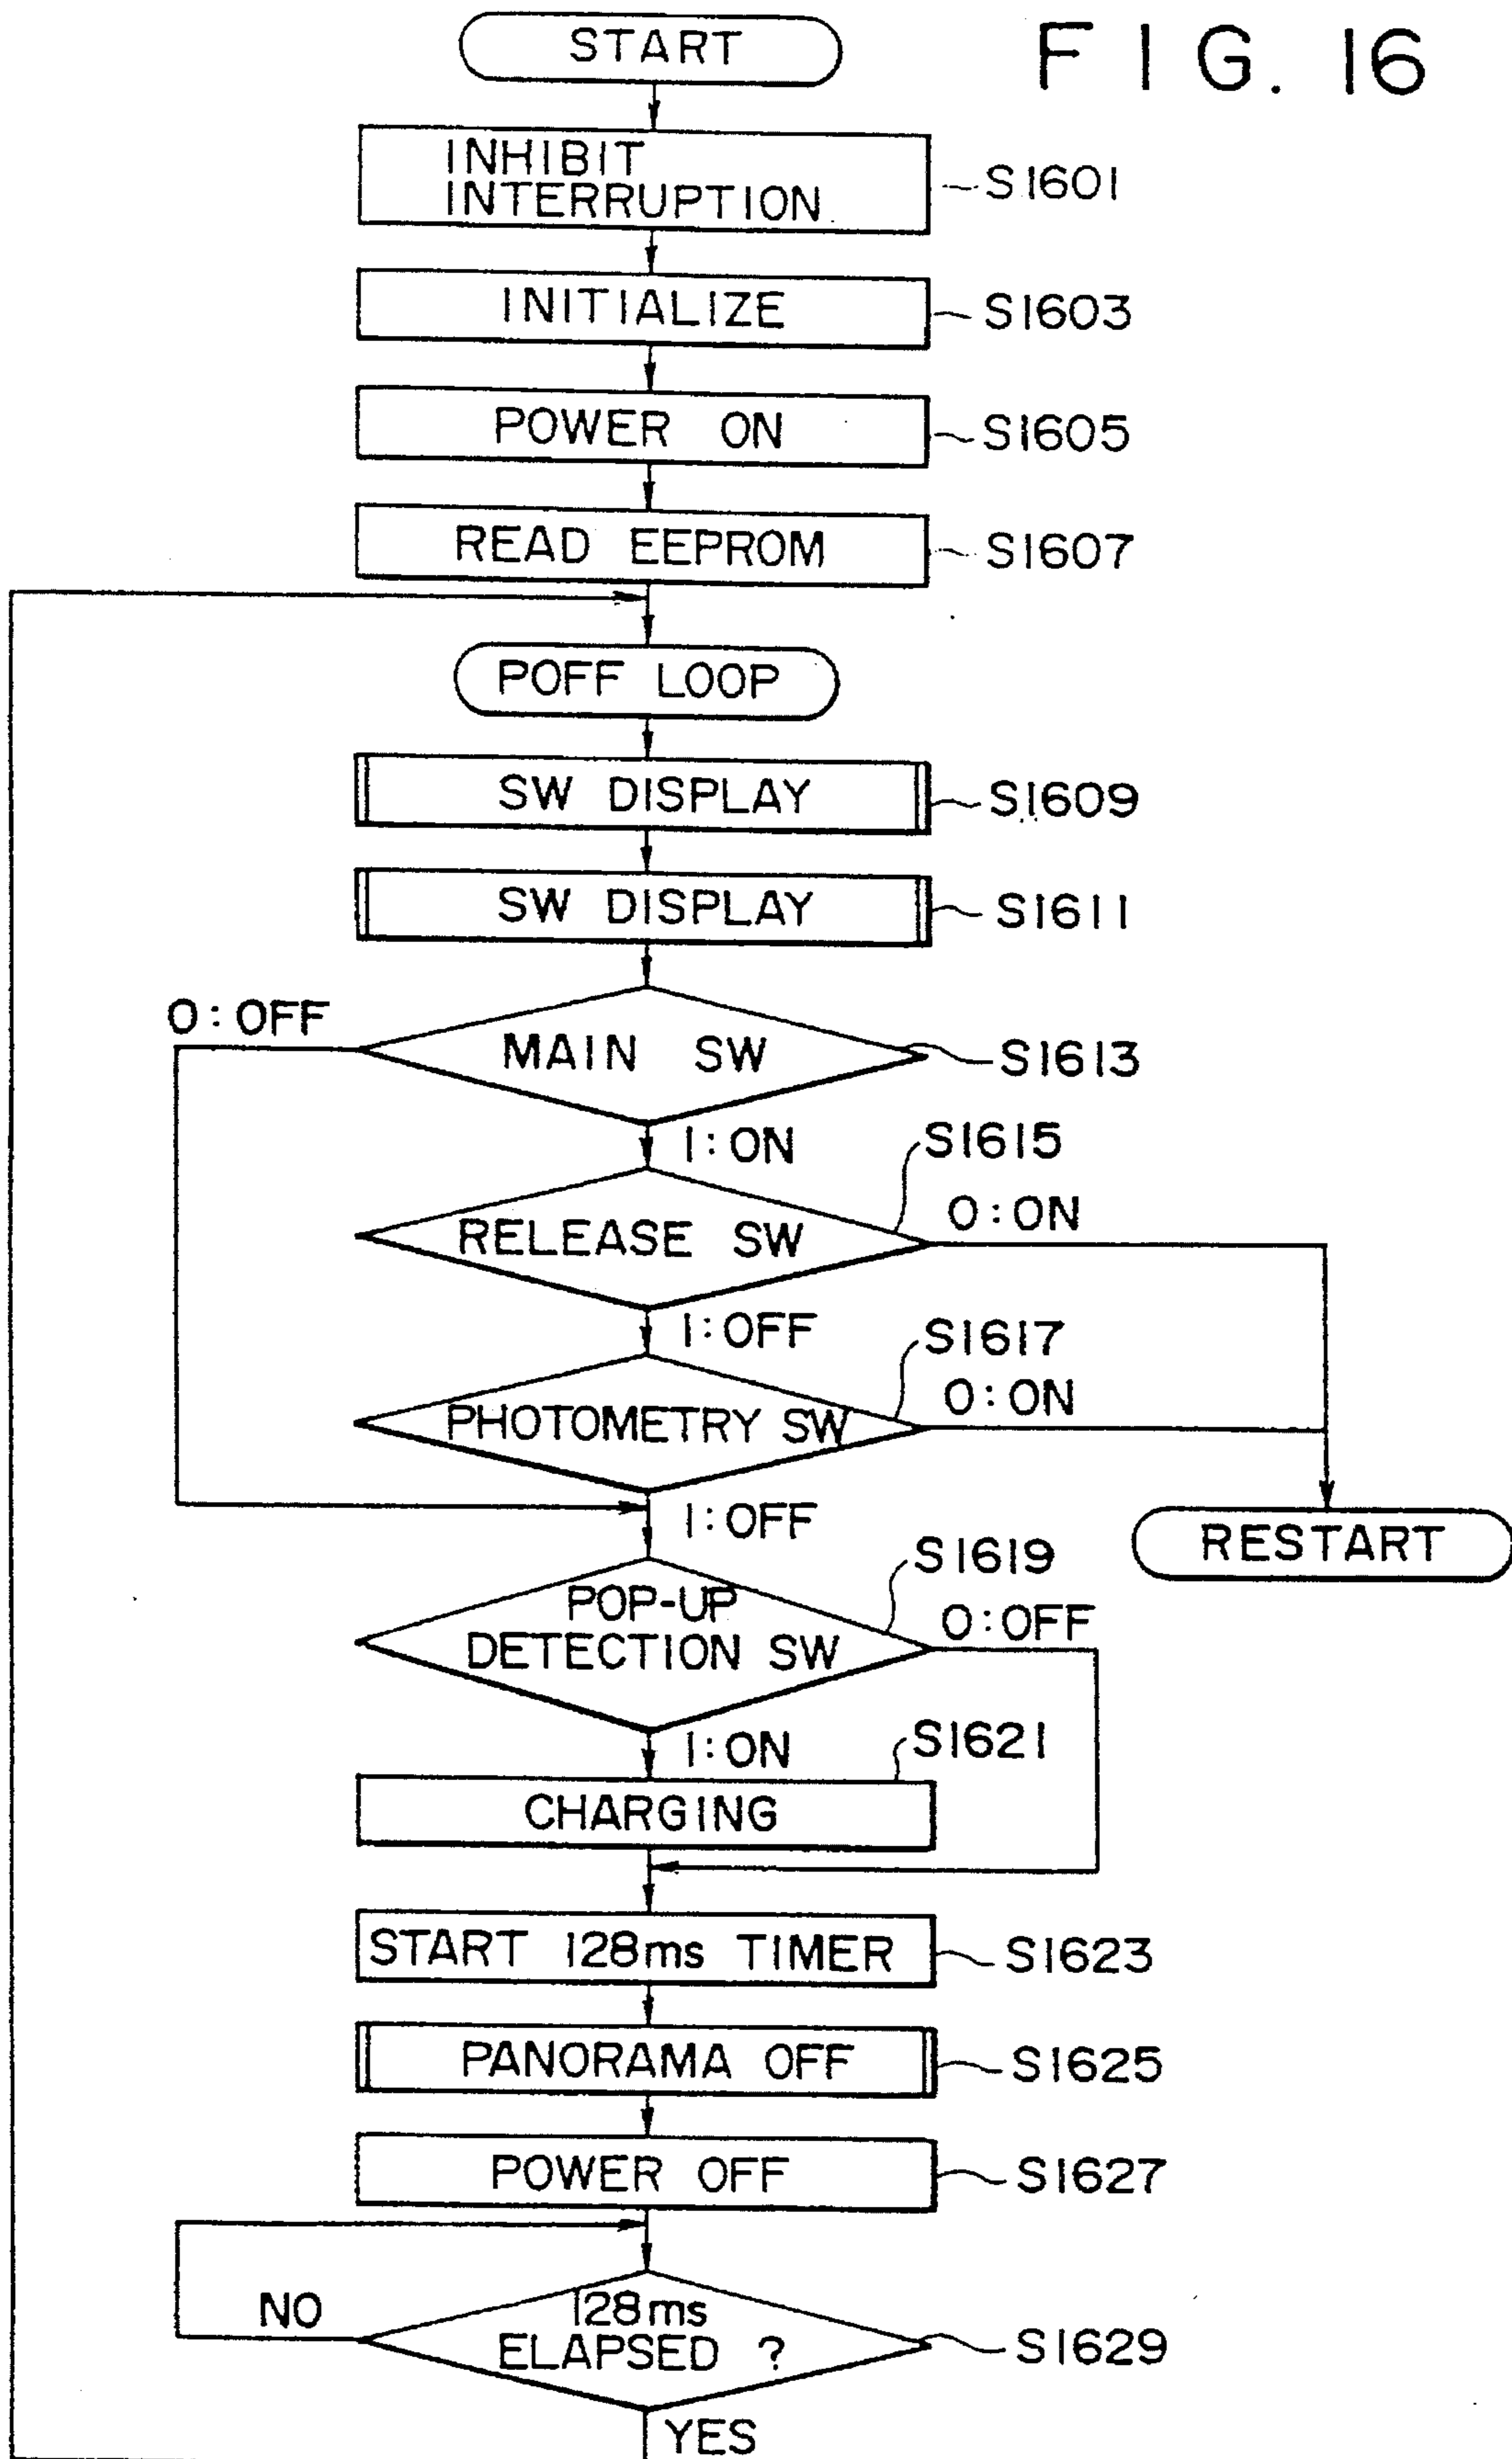 START
FIG. 16
INHIBIT
INTERRUPTION
S1601
INITIALIZE
S1603
POWER ON
S1605
READ EEPROM
S1607
POFF LOOP
SW DISPLAY
S1609
SW DISPLAY
S1611
0:OFF
MAIN SW
S1613
1:ON
S1615
RELEASE SW
0:ON
1:OFF
S1617
PHOTOMETRY SW
0:ON
1:OFF
RESTART
S1619
POP-UP
DETECTION SW
0:OFF
1:ON
S1621
CHARGING
START 128ms TIMER
S1623
PANORAMA OFF
S1625
POWER OFF
S1627
NO
128ms
ELAPSED ?
S1629
YES